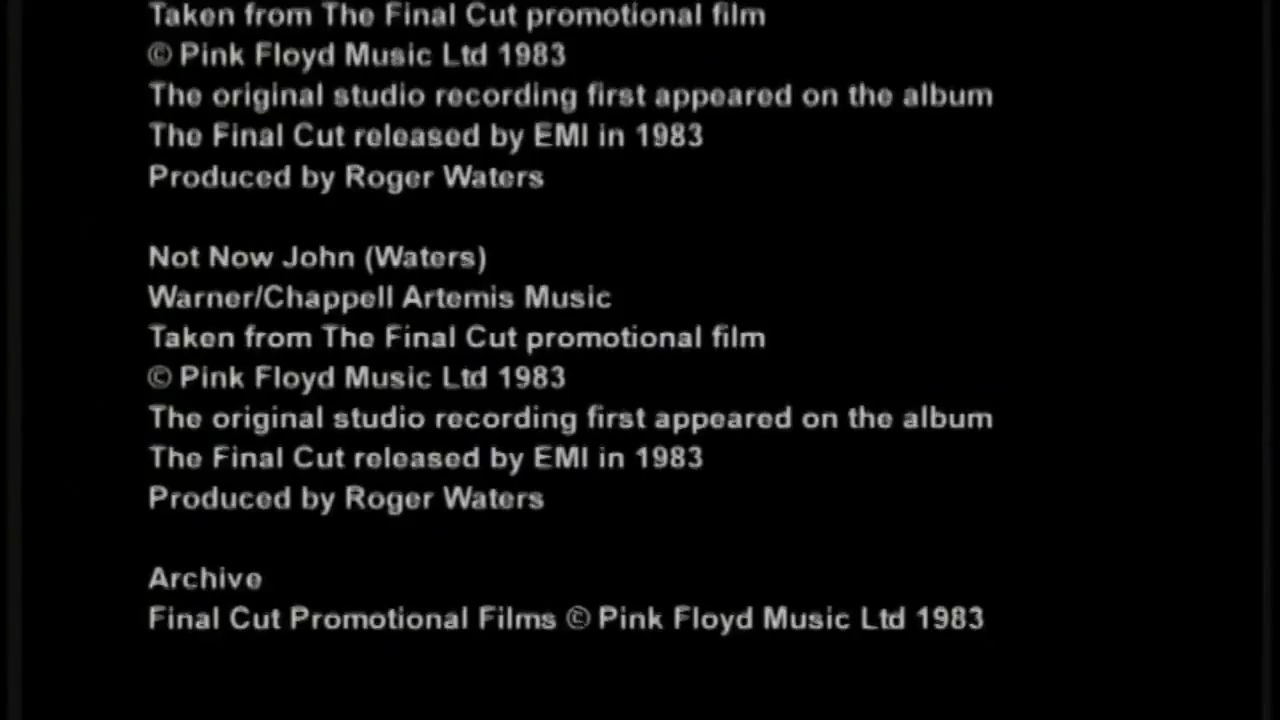 Taken from The Final Cut promotional film
© Pink Floyd Music Ltd 1983
The original studio recording first appeared on the album
The Final Cut released by EMI in 1983
Produced by Roger Waters
Not Now John (Waters)
Warner/Chappell Artemis Music
Taken from The Final Cut promotional film
© Pink Floyd Music Ltd 1983
The original studio recording first appeared on the album
The Final Cut released by EMI in 1983
Produced by Roger Waters
Archive
Final Cut Promotional Films © Pink Floyd Music Ltd 1983